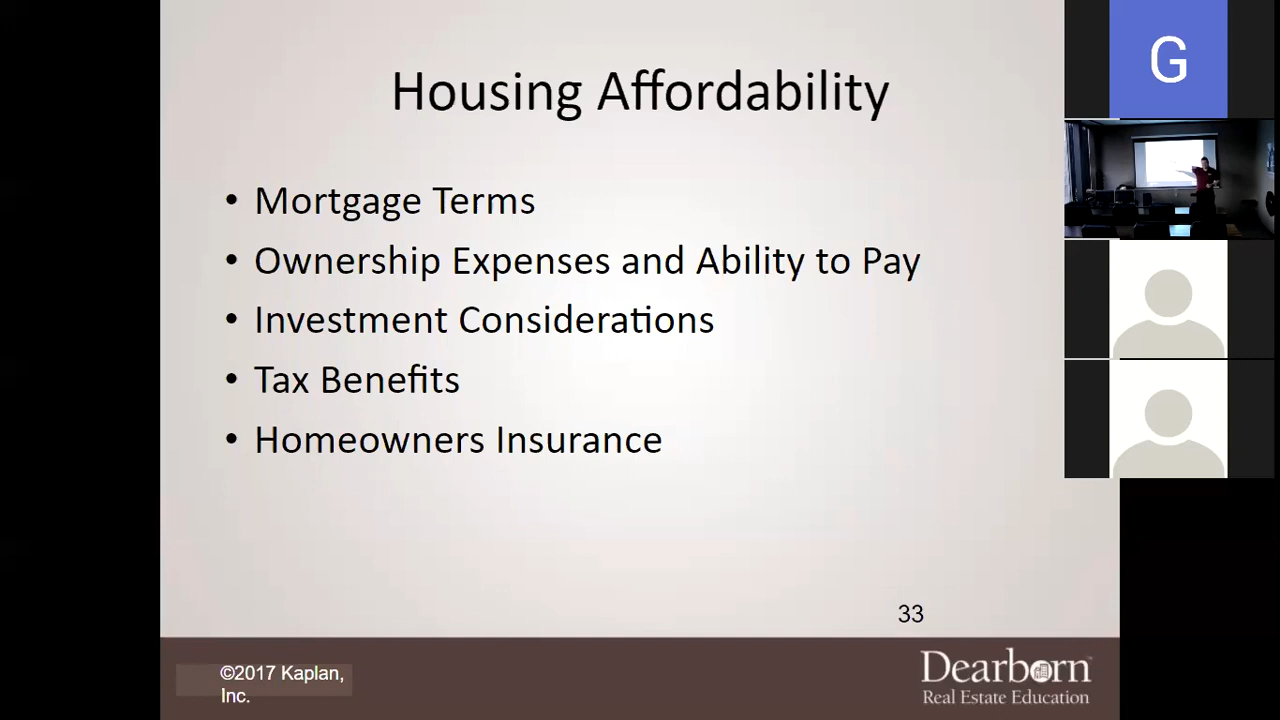 Housing Affordability
• Mortgage Terms
• Ownership Expenses and Ability to Pay
• Investment Considerations
• Tax Benefits
• Homeowners Insurance
33
©2017 Kaplan,
Inc.
Dearborn™
Real Estate Education
G